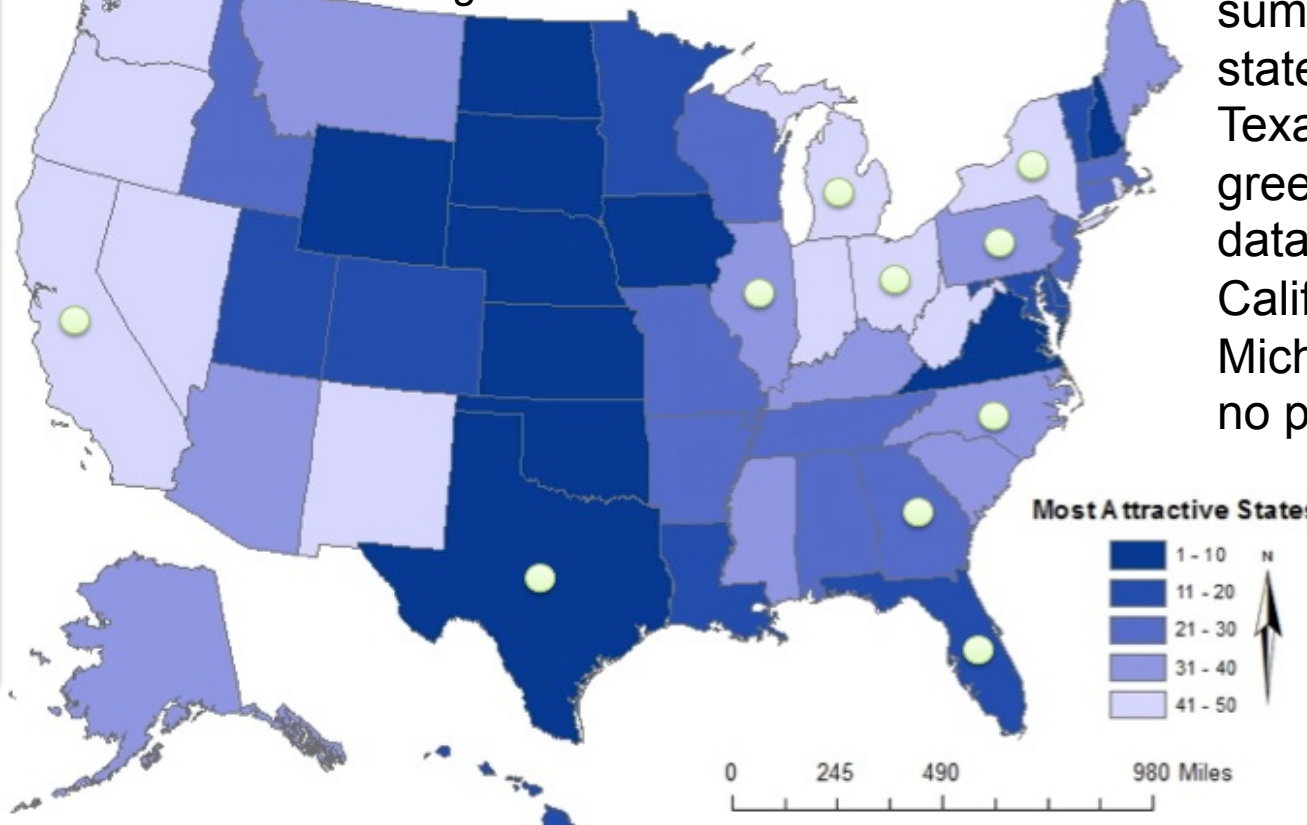 sum
state
Texa
gree
data
Calif
Mich
no p
Most Attractive States
1 - 10
N
11 - 20
21 - 30
31 - 40
41 - 50
0 245 490 980 Miles